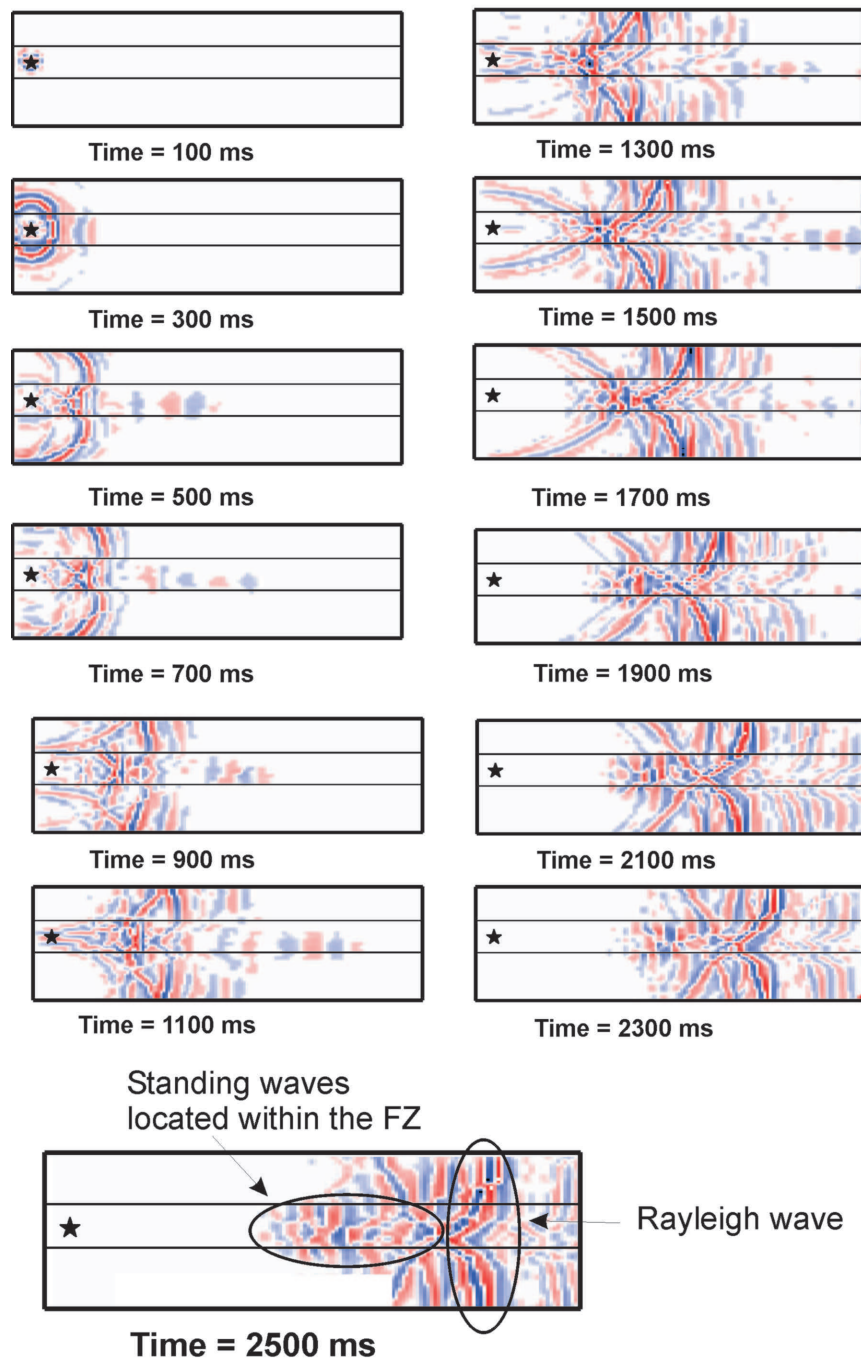 Time = 100 ms
Time = 300 ms
Time = 500 ms
Time = 700 ms
Time = 900 ms
Time = 1100 ms
Time = 1300 ms
Time = 1500 ms
Time = 1700 ms
Time = 1900 ms
Time = 2100 ms
Time = 2300 ms
Standing waves
located within the FZ
Rayleigh wave
Time = 2500 ms